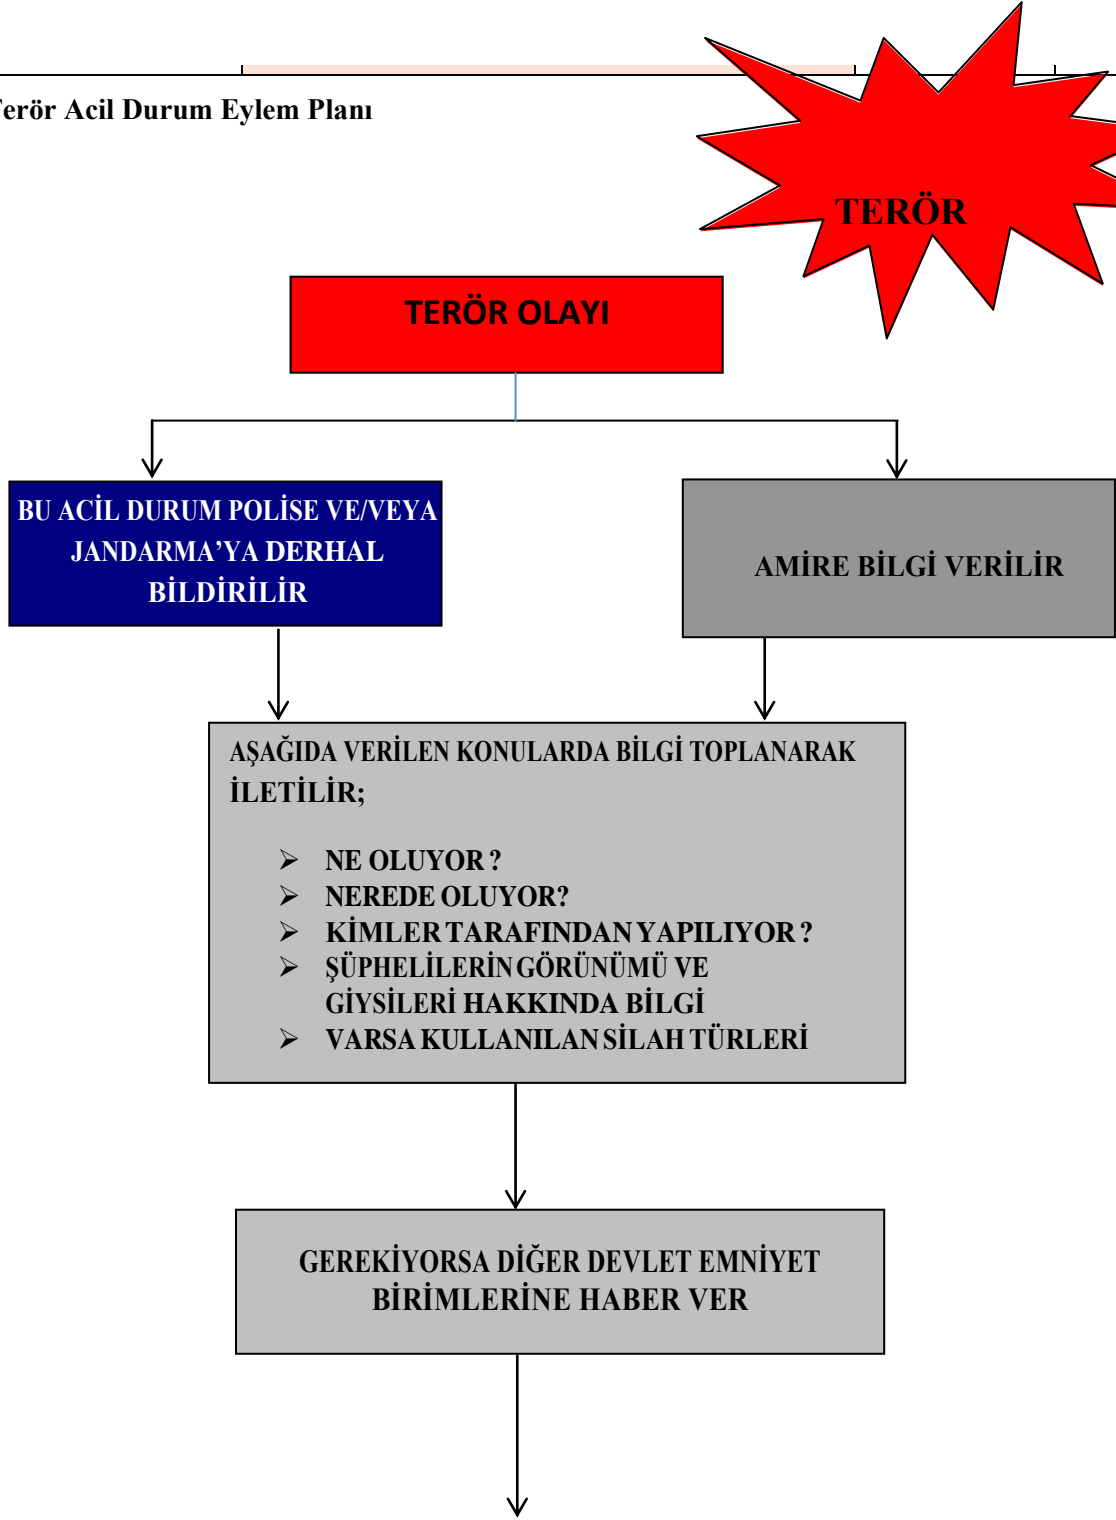 Terör Acil Durum Eylem Planı
TERÖR
TERÖR OLAYI
BU ACİL DURUM POLİSE VE/VEYA
JANDARMA’YA DERHAL
BİLDİRİLİR
AMİRE BİLGİ VERİLİR
AŞAĞIDA VERİLEN KONULARDA BİLGİ TOPLANARAK
İLETİLİR;
➢ NE OLUYOR ?
➢ NEREDE OLUYOR?
➢ KİMLER TARAFINDAN YAPILIYOR ?
➢ ŞÜPHELİLERİN GÖRÜNÜMÜ VE
GİYSİLERİ HAKKINDA BİLGİ
➢ VARSA KULLANILAN SİLAH TÜRLERİ
GEREKİYORSA DİĞER DEVLET EMNİYET
BİRİMLERİNE HABER VER